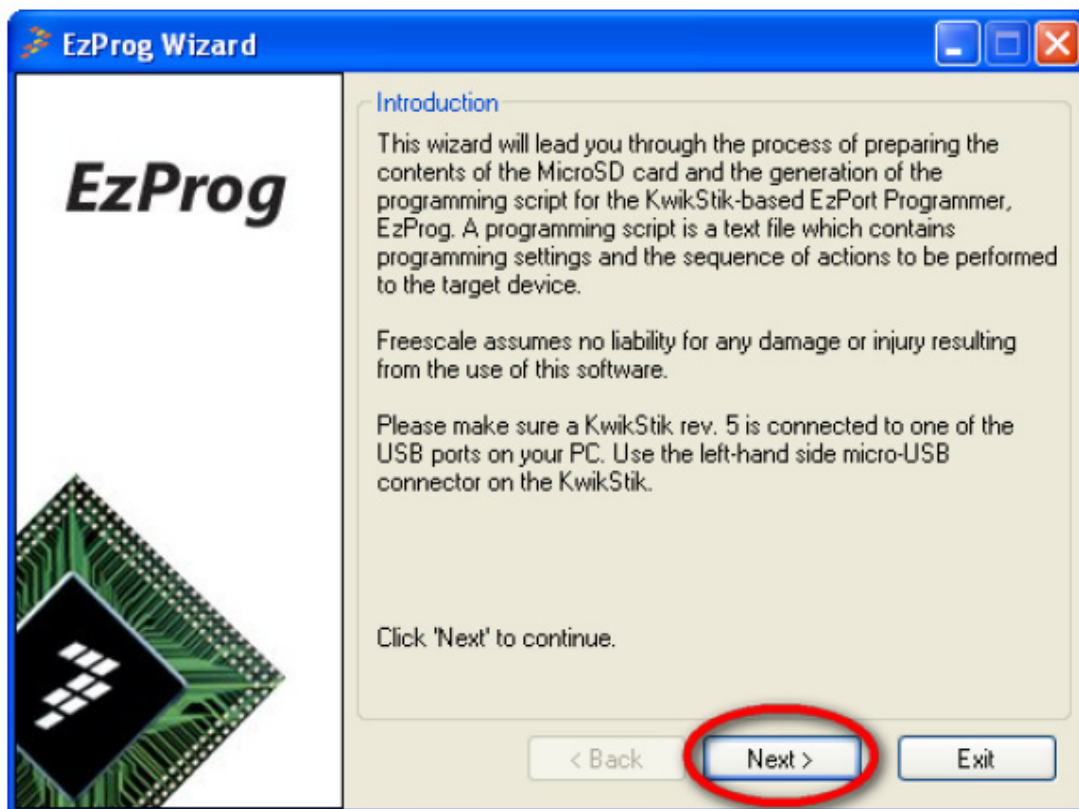 EzProg Wizard
EzProg
Introduction
This wizard will lead you through the process of preparing the
contents of the MicroSD card and the generation of the
programming script for the KwikStik-based EzPort Programmer,
EzProg. A programming script is a text file which contains
programming settings and the sequence of actions to be performed
to the target device.
Freescale assumes no liability for any damage or injury resulting
from the use of this software.
Please make sure a KwikStik rev. 5 is connected to one of the
USB ports on your PC. Use the left-hand side micro-USB
connector on the KwikStik.
Click 'Next' to continue.
< Back Next > Exit